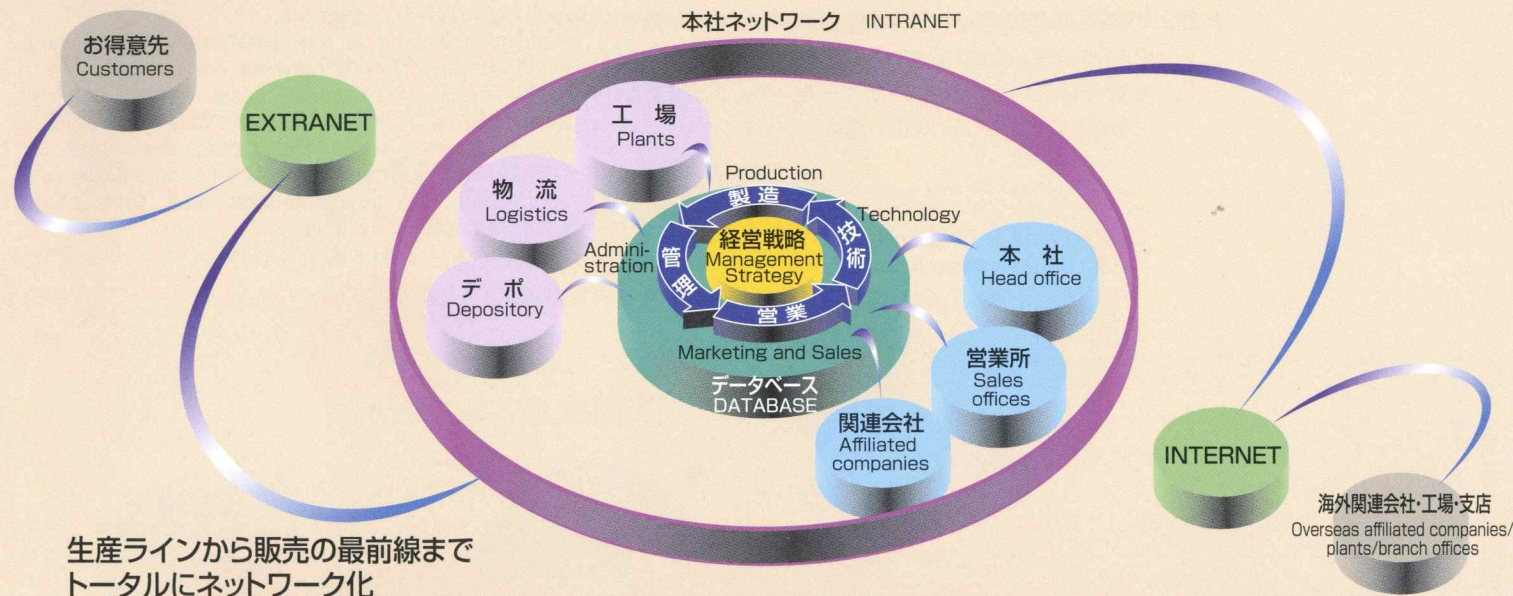 本社ネットワーク INTRANET
お得意先
Customers
EXTRANET
工 場
Plants
物 流
Logistics
デ ポ
Depository
Production
製造
Technology
技術
Admini-
stration
管理
経営戦略
Management
Strategy
営業
Marketing and Sales
データベース
DATABASE
本 社
Head office
営業所
Sales
offices
関連会社
Affiliated
companies
INTERNET
海外関連会社・工場・支店
Overseas affiliated companies/
plants/branch offices
生産ラインから販売の最前線まで
トータルにネットワーク化